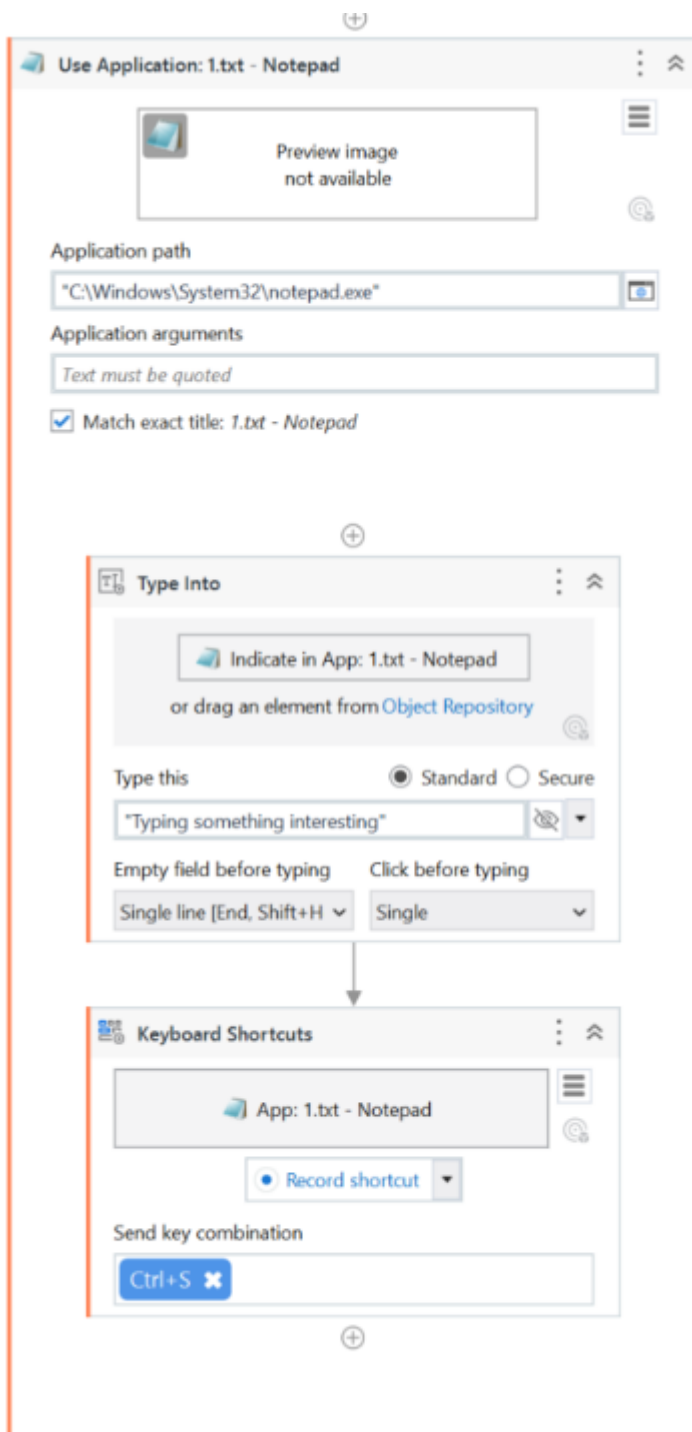 Use Application: 1.txt - Notepad
Preview image
not available
Application path
"C:\Windows\System32\notepad.exe"
Application arguments
Text must be quoted
Match exact title: 1.txt - Notepad
Type Into
Indicate in App: 1.txt - Notepad
or drag an element from Object Repository
Type this Standard Secure
"Typing something interesting"
Empty field before typing Click before typing
Single line [End, Shift+H Single
Keyboard Shortcuts
App: 1.txt - Notepad
Record shortcut
Send key combination
Ctrl+S